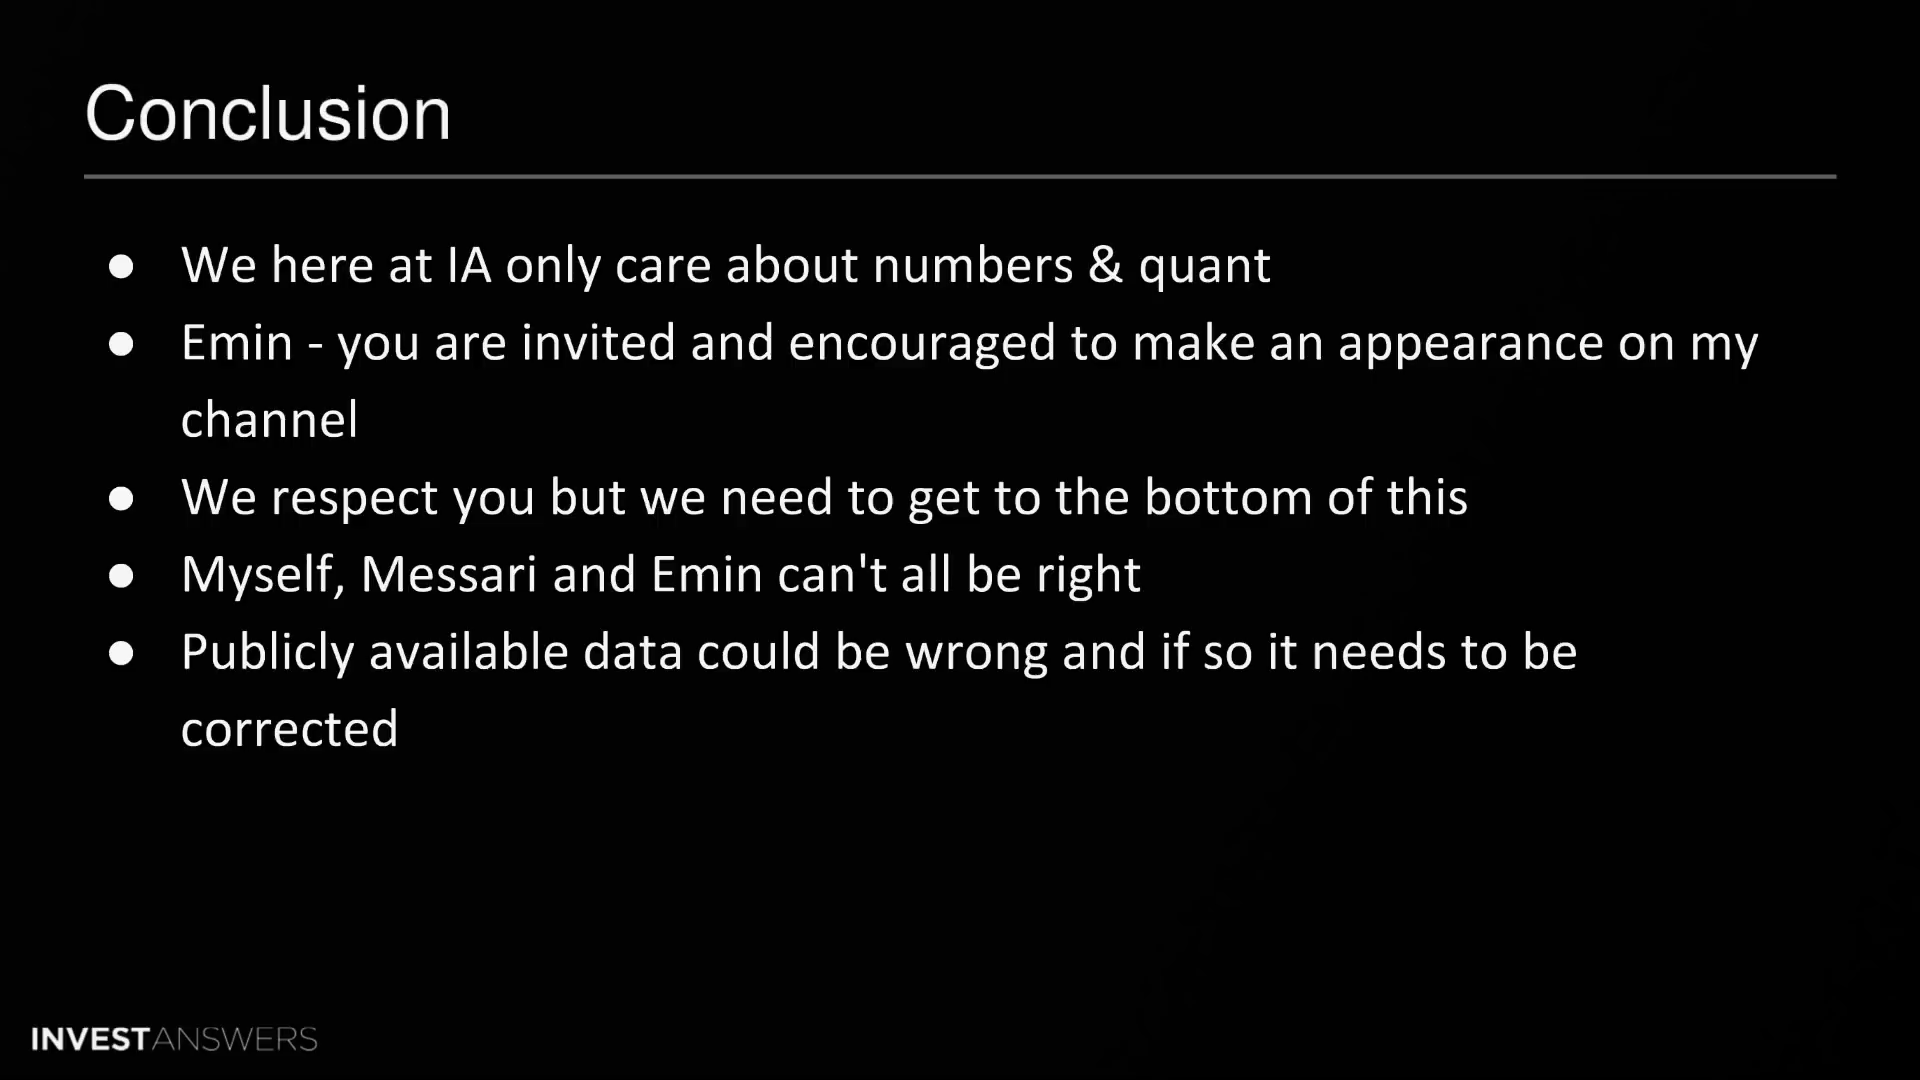 Conclusion
● We here at IA only care about numbers & quant
● Emin - you are invited and encouraged to make an appearance on my
channel
● We respect you but we need to get to the bottom of this
● Myself, Messari and Emin can't all be right
● Publicly available data could be wrong and if so it needs to be
corrected
INVESTANSWERS